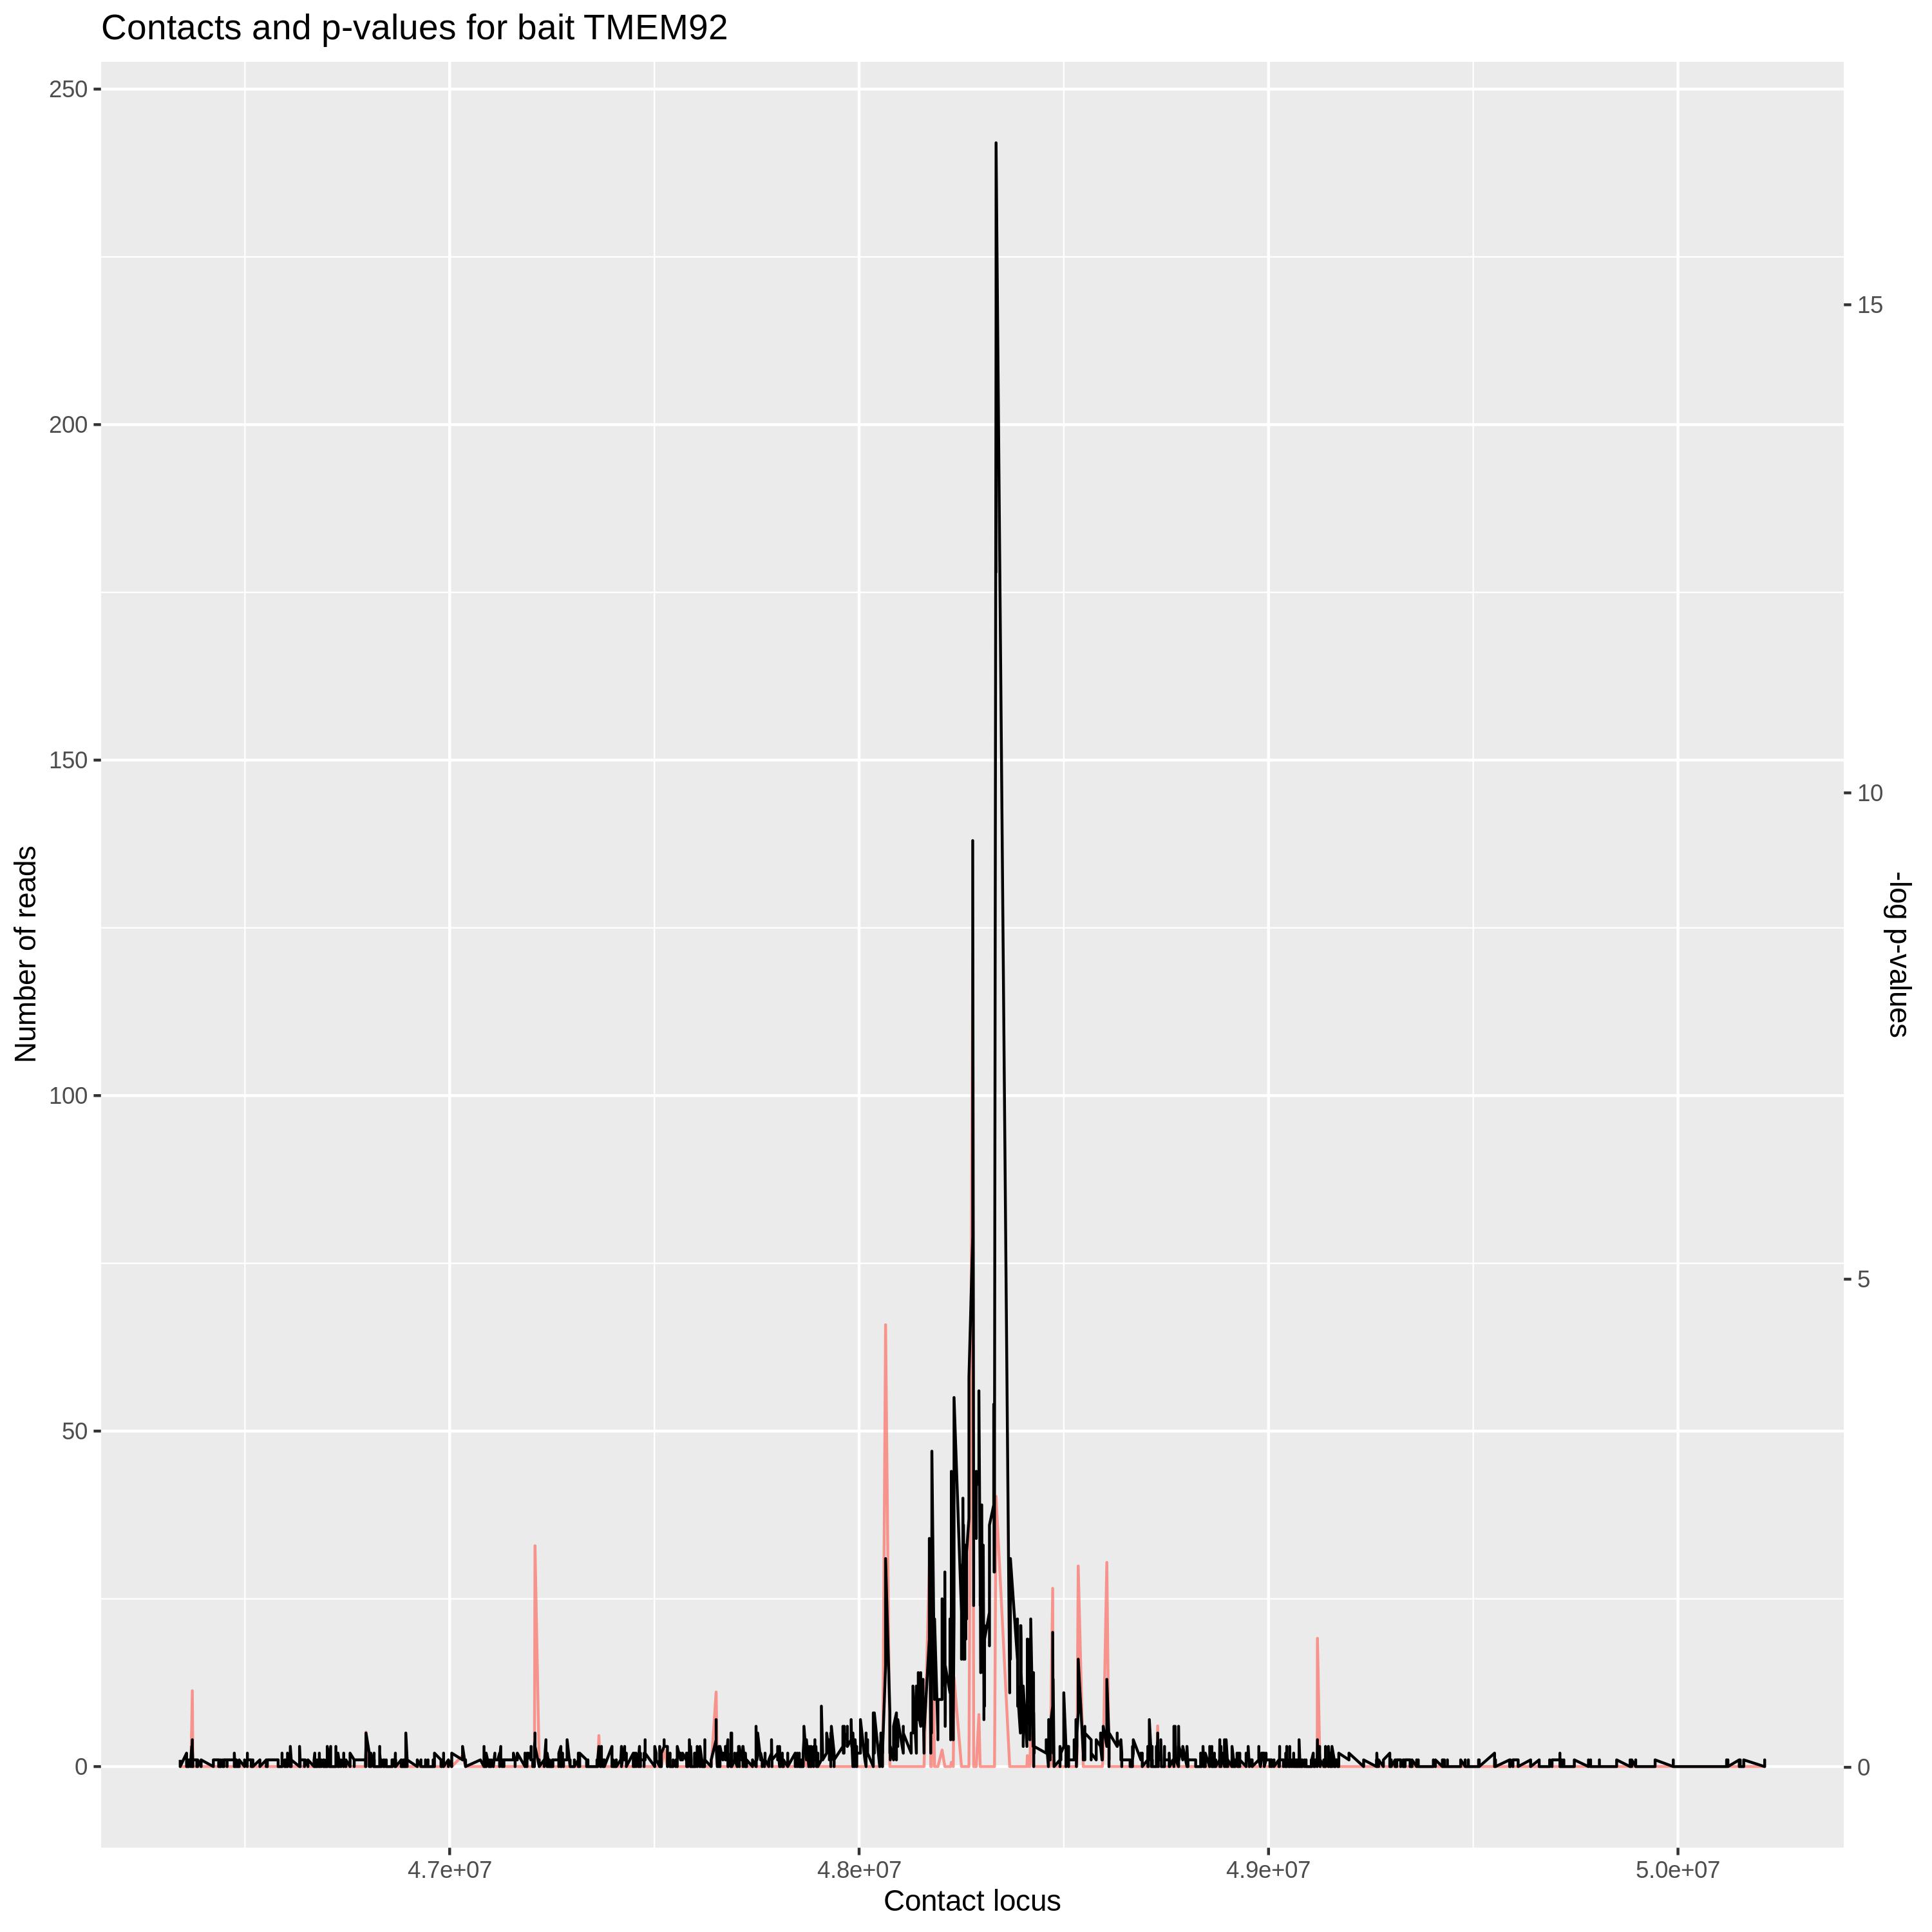 Contacts and p-values for bait TMEM92
250
200
150
100
50
0
Number of reads
15
10
5
0
-log p-values
4.7e+07
4.8e+07
4.9e+07
5.0e+07
Contact locus